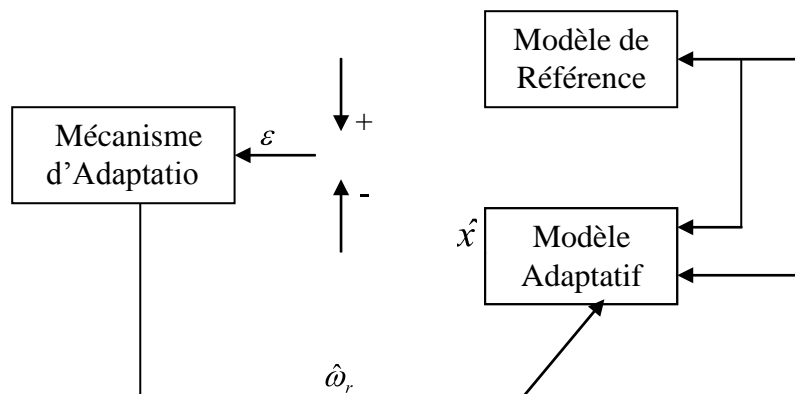 Modèle de
Référence
+
Mécanisme
d'Adaptatio
ε
-
x̂
Modèle
Adaptatif
ω̂ᵣ